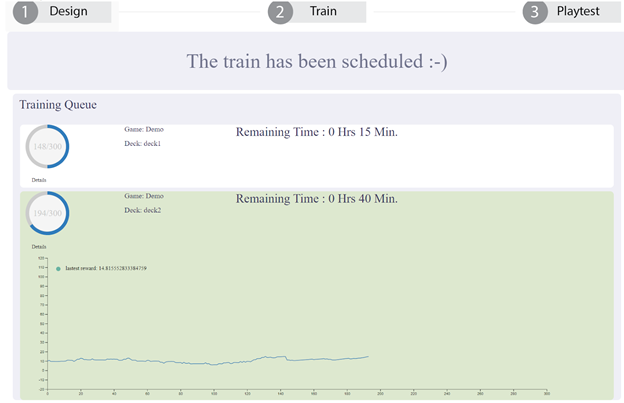 1 Design 2 Train 3 Playtest
The train has been scheduled :-)
Training Queue
148/300 Game: Demo Remaining Time : 0 Hrs 15 Min.
Deck: deck1
Details
194/300 Game: Demo Remaining Time : 0 Hrs 40 Min.
Deck: deck2
Details
lastest reward: 14.815552833384759
120
110
100
90
80
70
60
50
40
30
20
10
0
-10
-20
0 20 40 60 80 100 120 140 160 180 200 220 240 260 280 300